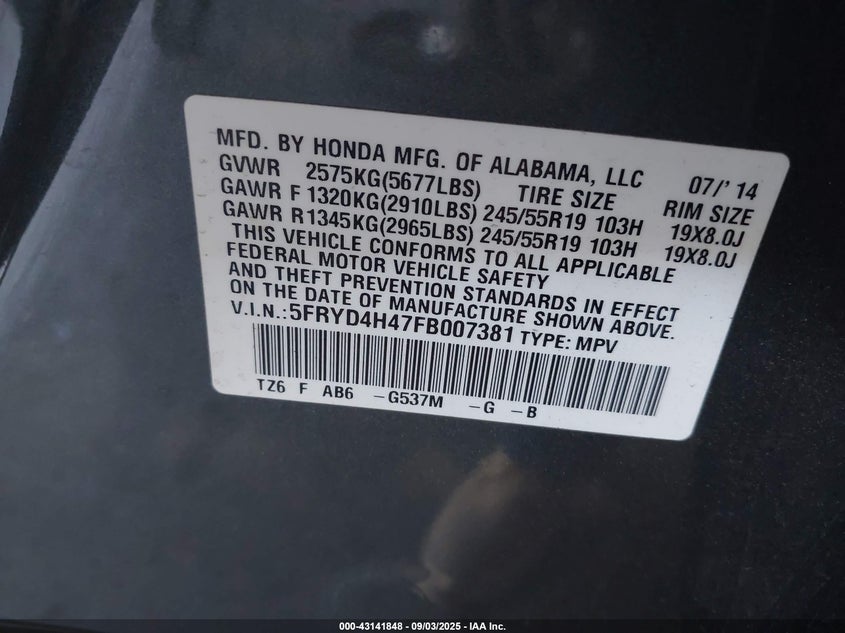 MFD. BY HONDA MFG. OF ALABAMA, LLC 07/' 14
GVWR 2575KG(5677LBS) TIRE SIZE RIM SIZE
GAWR F 1320KG(2910LBS) 245/55R19 103H 19X8.0J
GAWR R1345KG(2965LBS) 245/55R19 103H 19X8.0J
THIS VEHICLE CONFORMS TO ALL APPLICABLE
FEDERAL MOTOR VEHICLE SAFETY
AND THEFT PREVENTION STANDARDS IN EFFECT
ON THE DATE OF MANUFACTURE SHOWN ABOVE.
V.I.N.:5FRYD4H47FB007381 TYPE: MPV
TZ6 F AB6 -G537M -G -B
000-43141848 - 09/03/2025 - IAA Inc.